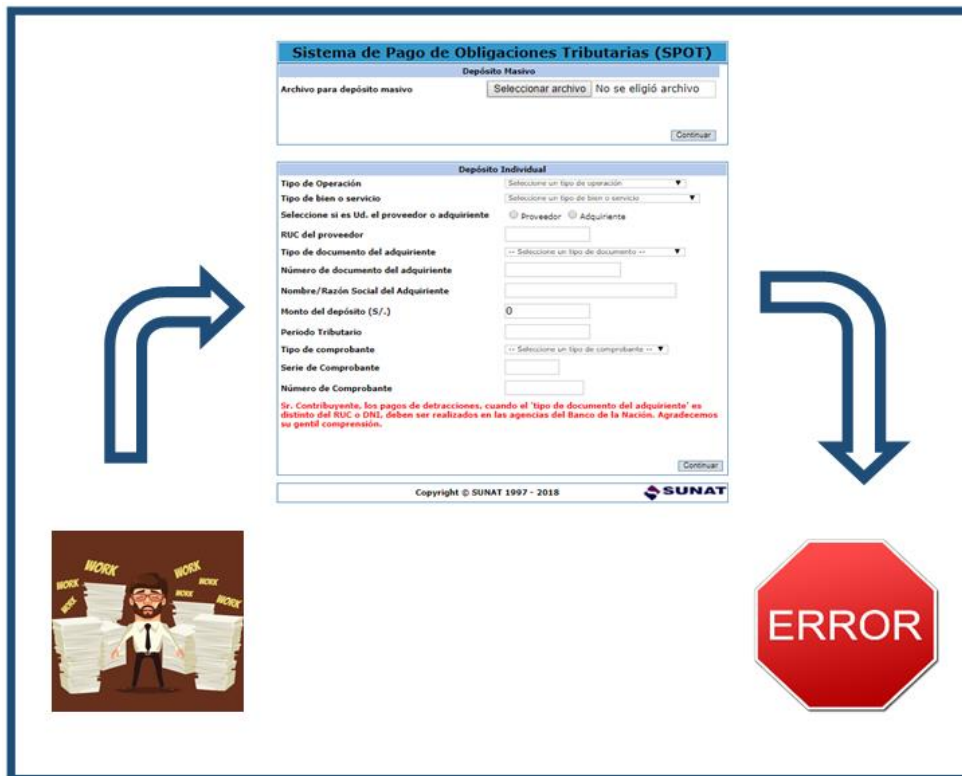 Sistema de Pago de Obligaciones Tributarias (SPOT)
Depósito Masivo
Archivo para depósito masivo Seleccionar archivo No se eligió archivo
Continuar
Depósito Individual
Tipo de Operación Seleccione un tipo de operación
Tipo de bien o servicio Seleccione un tipo de bien o servicio
Seleccione si es Ud. el proveedor o adquiriente Proveedor Adquiriente
RUC del proveedor
Tipo de documento del adquiriente -- Seleccione un tipo de documento --
Número de documento del adquiriente
Nombre/Razón Social del Adquiriente
Monto del depósito (S/.) 0
Período Tributario
Tipo de comprobante -- Seleccione un tipo de comprobante --
Serie de Comprobante
Número de Comprobante
Sr. Contribuyente, los pagos de detracciones, cuando el 'tipo de documento del adquiriente' es
distinto del RUC o DNI, deben ser realizados en las agencias del Banco de la Nación. Agradecemos
su gentil comprensión.
Continuar
Copyright © SUNAT 1997 - 2018 SUNAT
WORK
WORK
WORK
WORK
WORK
WORK
WORK
ERROR